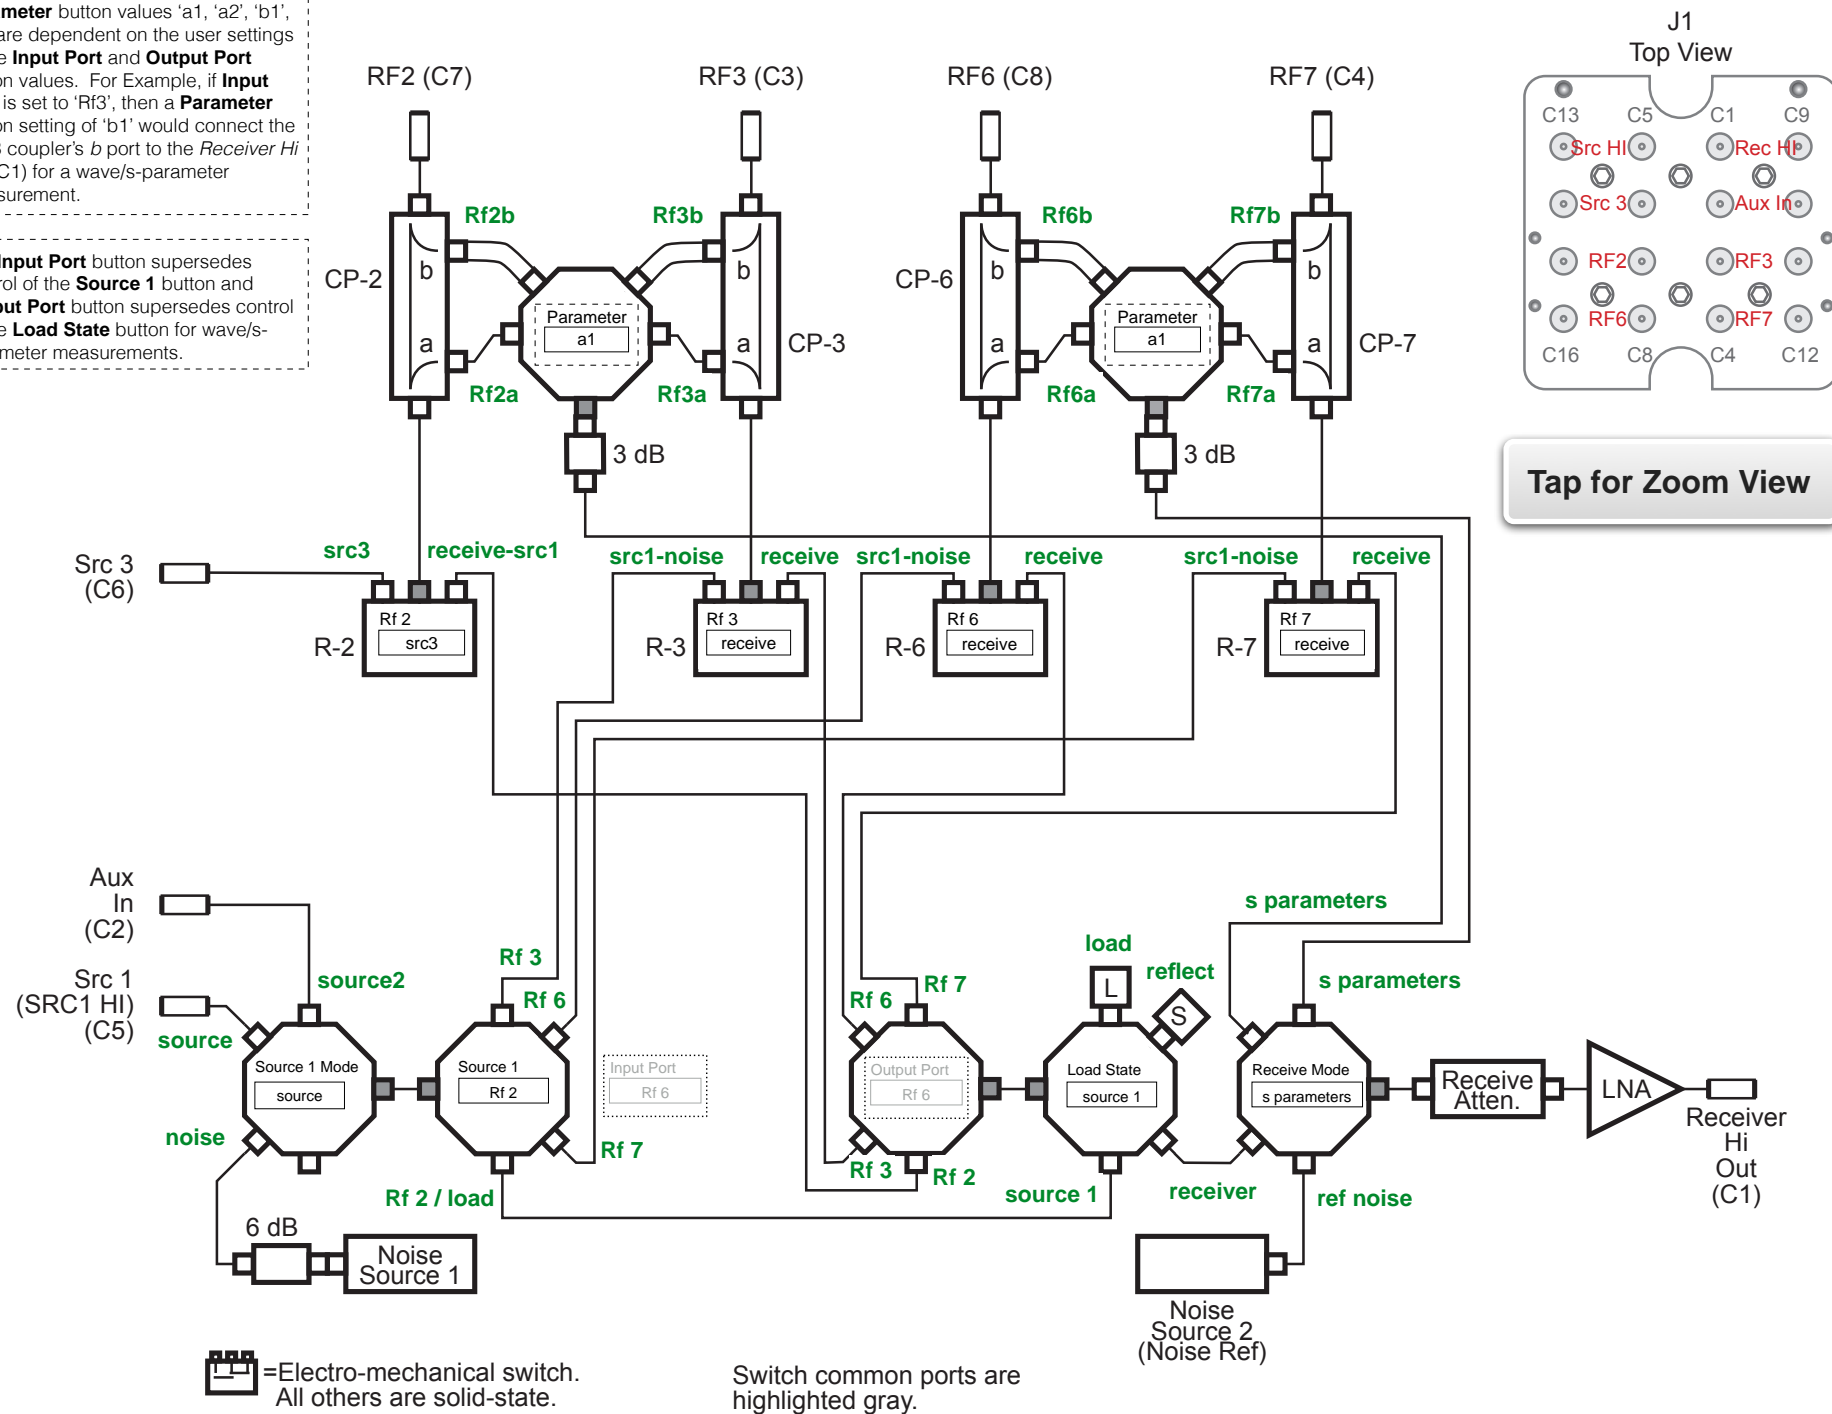 button values ‘a1, ‘a2’, ‘b1’,
are dependent on the user settings
Input Port and Output Port
values. For Example, if Input
is set to ‘Rf3’, then a Parameter
setting of ‘b1’ would connect the
coupler's b port to the Receiver Hi
C1) for a wave/s-parameter
Input Port button supersedes
of the Source 1 button and
Port button supersedes control
Load State button for wave/s-
measurements.
J1
Top View
C13 C5 C1 C9
Src HI Rec HI
Src 3 Aux In
RF2 RF3
RF6 RF7
C16 C8 C4 C12
Tap for Zoom View
RF2 (C7) RF3 (C3) RF6 (C8) RF7 (C4)
Rf2b Rf3b Rf6b Rf7b
CP-2 b b CP-6 b b
Parameter Parameter
a1 a1
a a CP-3 a a CP-7
Rf2a Rf3a Rf6a Rf7a
3 dB 3 dB
Src 3
(C6)
src3 receive-src1 src1-noise receive src1-noise receive src1-noise receive
Rf 2 Rf 3 Rf 6 Rf 7
src3 receive receive receive
R-2 R-3 R-6 R-7
Aux
In
(C2)
Src 1
(SRC1 HI)
(C5)
source2
source
noise
Source 1 Mode
source
Rf 3
Rf 6
Source 1
Rf 2
Rf 7
Rf 2 / load
Input Port
Rf 6
Rf 6 Rf 7
Output Port
Rf 6
Rf 3 Rf 2
load
reflect
L
S
Load State
source 1
source 1
receiver
s parameters
s parameters
Receive Mode
s parameters
ref noise
Receive
Atten.
LNA
Receiver
Hi
Out
(C1)
6 dB
Noise
Source 1
Noise
Source 2
(Noise Ref)
=Electro-mechanical switch.
All others are solid-state.
Switch common ports are
highlighted gray.